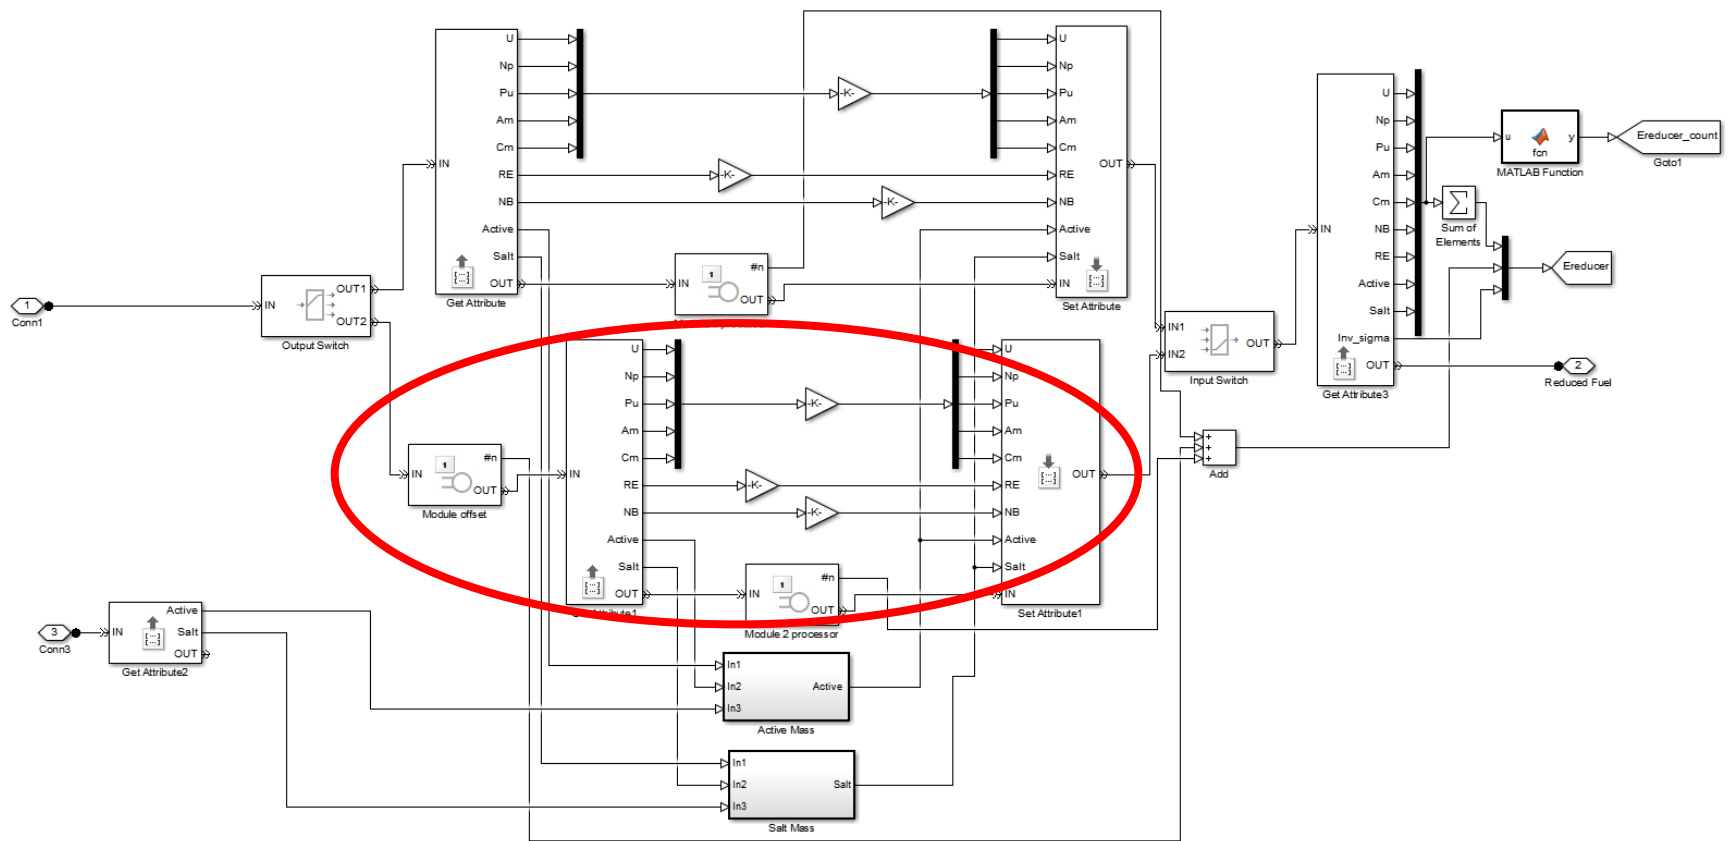 1
Conn1
IN
OUT1
OUT2
Output Switch
U
Np
Pu
Am
Cm
RE
NB
Active
Salt
OUT
IN
Get Attribute
-K-
-K-
-K-
1
#n
IN
OUT
U
Np
Pu
Am
Cm
RE
NB
Active
Salt
IN
OUT
Set Attribute
1
#n
IN
OUT
Module offset
U
Np
Pu
Am
Cm
RE
NB
Active
Salt
OUT
IN
-K-
-K-
-K-
1
#n
IN
OUT
Module 2 processor
U
Np
Pu
Am
Cm
RE
NB
Active
Salt
IN
OUT
Set Attribute1
IN1
IN2
OUT
Input Switch
+
+
+
Add
U
Np
Pu
Am
Cm
NB
RE
Active
Salt
Inv_sigma
OUT
IN
Get Attribute3
u
fcn
y
MATLAB Function
Ereducer_count
Goto1
Σ
Sum of
Elements
Ereducer
2
Reduced Fuel
3
Conn3
IN
Active
Salt
OUT
Get Attribute2
In1
In2
In3
Active
Active Mass
In1
In2
In3
Salt
Salt Mass